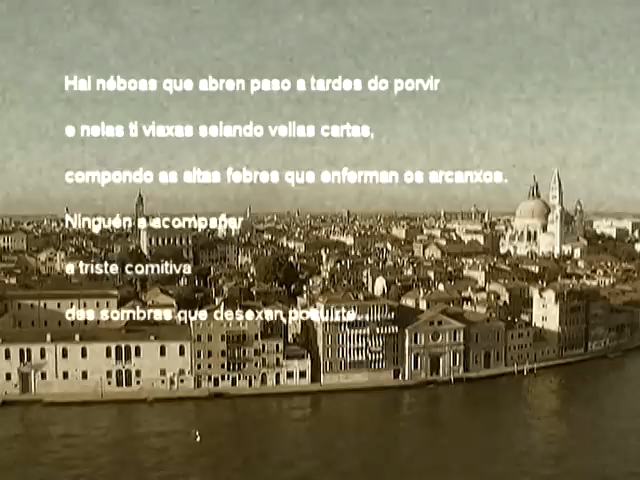 Hai néboas que abren paso a tardes do porvir
e nelas ti viaxas selando vellas cartas,
compondo as altas febres que enferman os arcanxos.
Ninguén a acompañar
a triste comitiva
das sombras que desexan posuírte...